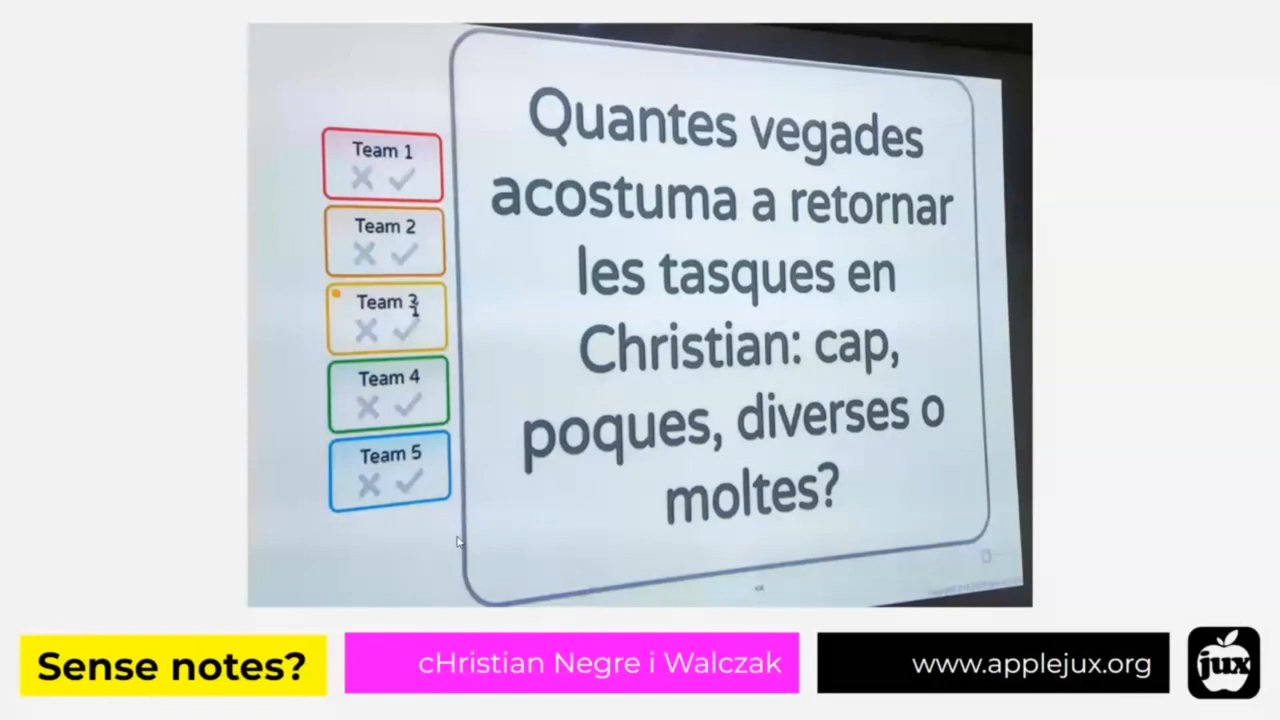 Quantes vegades
acostuma a retornar
les tasques en
Christian: cap,
poques, diverses o
moltes?
Team 1
Team 2
Team 3
Team 4
Team 5
Sense notes?
cHristian Negre i Walczak
www.applejux.org
jux